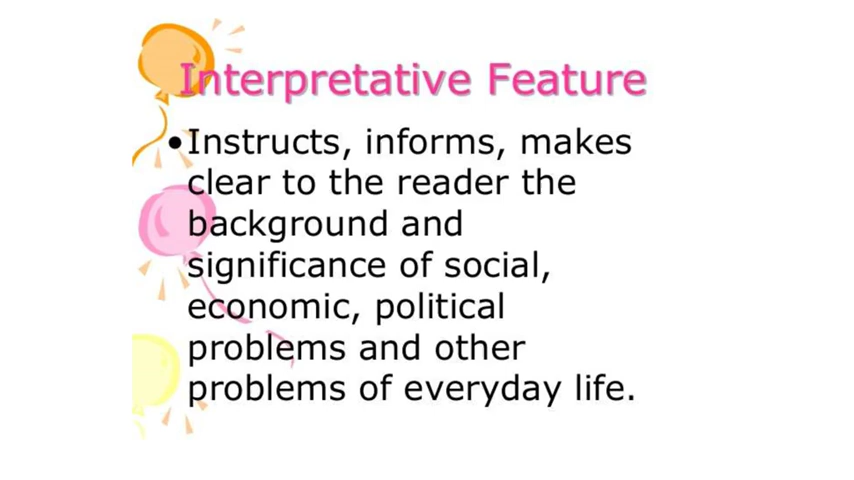 Interpretative Feature
•Instructs, informs, makes
clear to the reader the
background and
significance of social,
economic, political
problems and other
problems of everyday life.